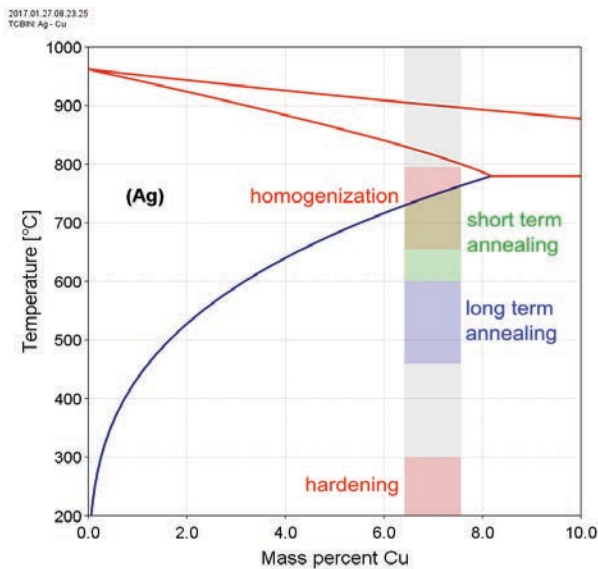 2017.01.27.08.23.25
TCBIN: Ag - Cu
1000
900
800
700
600
500
400
300
200
Temperature [°C]
(Ag)
homogenization
short term
annealing
long term
annealing
hardening
0.0
2.0
4.0
6.0
8.0
10.0
Mass percent Cu